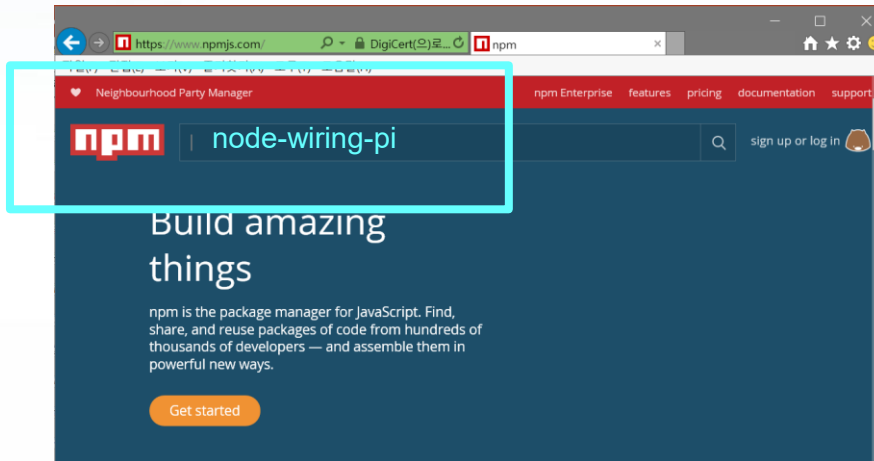 https://www.npmjs.com/
DigiCert(으)로...
npm
Neighbourhood Party Manager
npm Enterprise features pricing documentation support
npm
node-wiring-pi
sign up or log in
Build amazing
things
npm is the package manager for JavaScript. Find,
share, and reuse packages of code from hundreds of
thousands of developers — and assemble them in
powerful new ways.
Get started